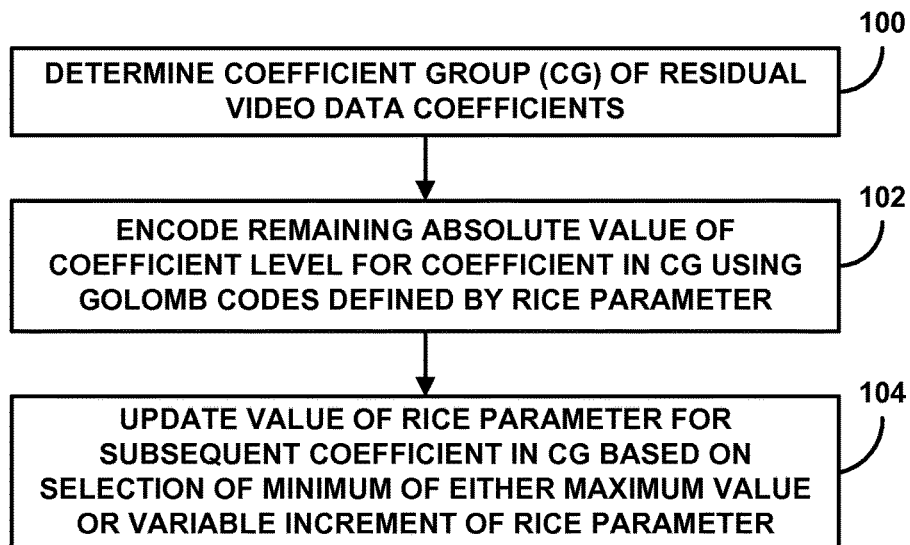 100
DETERMINE COEFFICIENT GROUP (CG) OF RESIDUAL
VIDEO DATA COEFFICIENTS
102
ENCODE REMAINING ABSOLUTE VALUE OF
COEFFICIENT LEVEL FOR COEFFICIENT IN CG USING
GOLOMB CODES DEFINED BY RICE PARAMETER
104
UPDATE VALUE OF RICE PARAMETER FOR
SUBSEQUENT COEFFICIENT IN CG BASED ON
SELECTION OF MINIMUM OF EITHER MAXIMUM VALUE
OR VARIABLE INCREMENT OF RICE PARAMETER